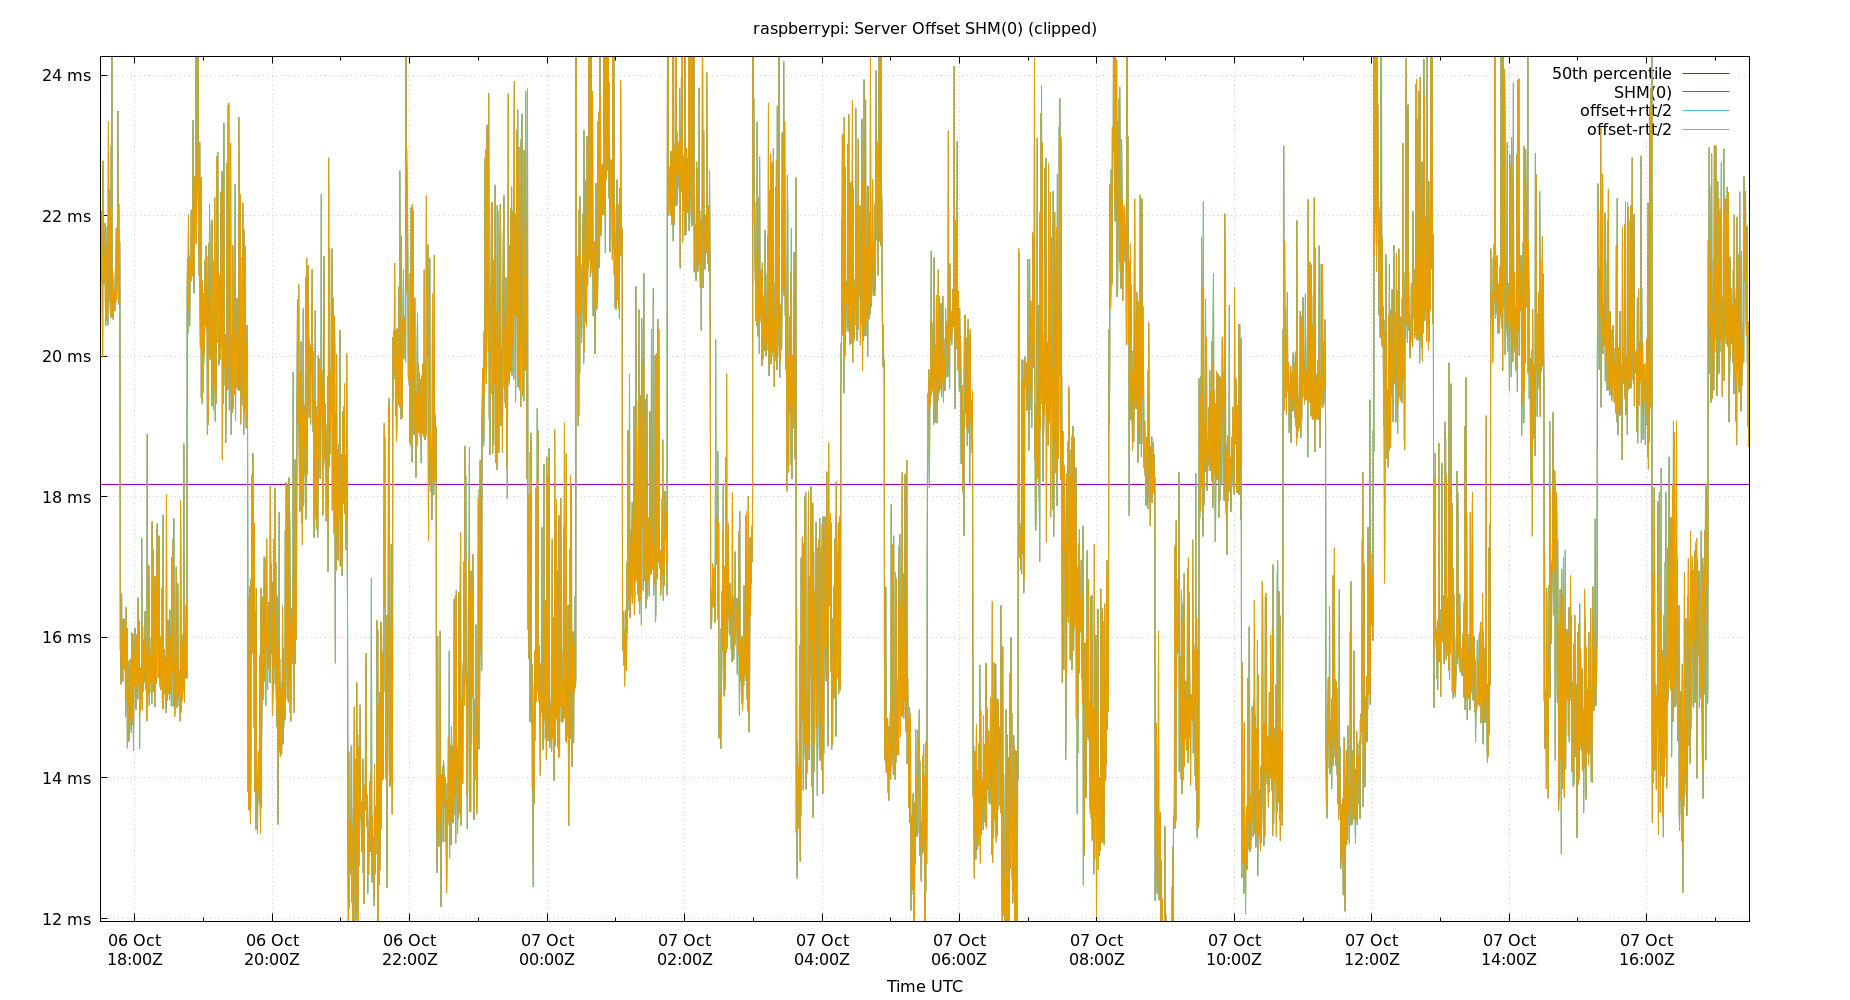 raspberrypi: Server Offset SHM(0) (clipped)
24 ms
22 ms
20 ms
18 ms
16 ms
14 ms
12 ms
50th percentile
SHM(0)
offset+rtt/2
offset-rtt/2
06 Oct
18:00Z
06 Oct
20:00Z
06 Oct
22:00Z
07 Oct
00:00Z
07 Oct
02:00Z
07 Oct
04:00Z
07 Oct
06:00Z
07 Oct
08:00Z
07 Oct
10:00Z
07 Oct
12:00Z
07 Oct
14:00Z
07 Oct
16:00Z
Time UTC